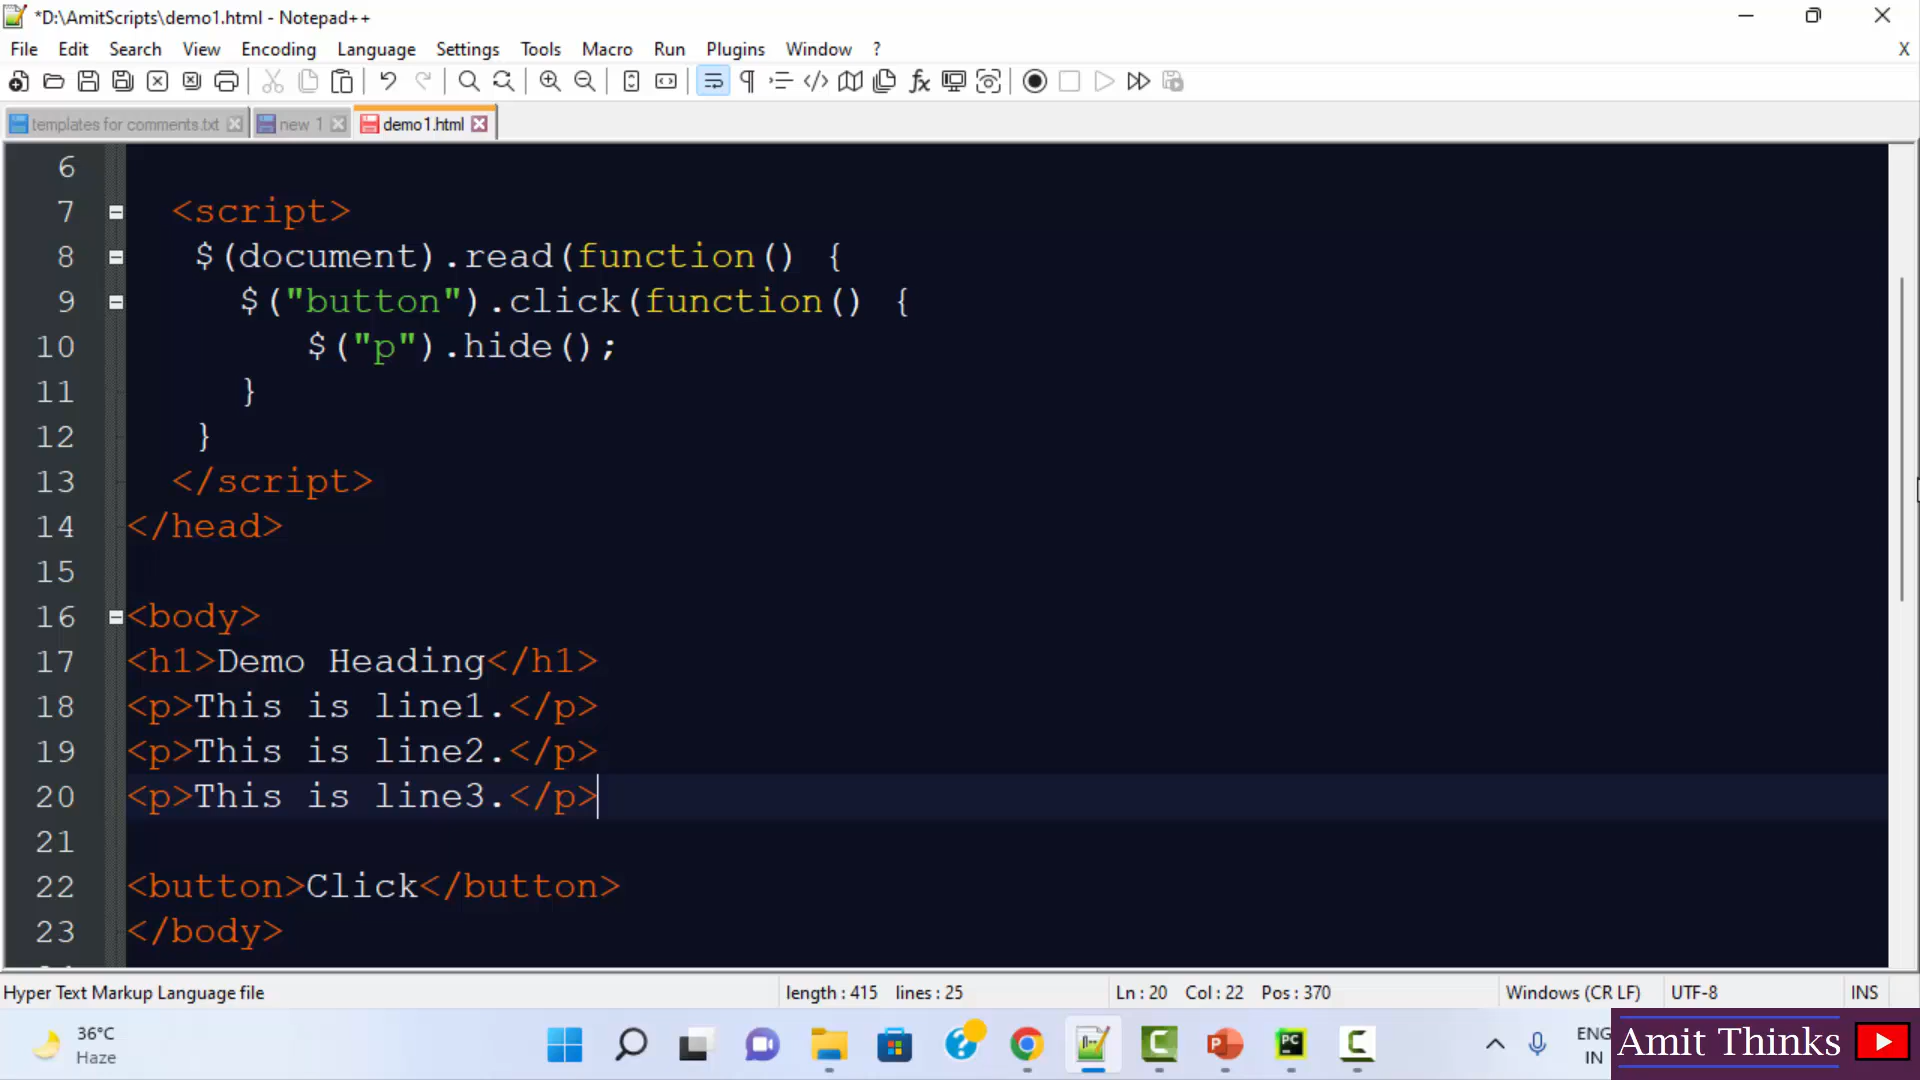 *D:\AmitScripts\demo1.html - Notepad++
File Edit Search View Encoding Language Settings Tools Macro Run Plugins Window ? X
templates for comments.txt new 1 demo1.html
6
7 <script>
8 $(document).read(function() {
9 $("button").click(function() {
10 $("p").hide();
11 }
12 }
13 </script>
14 </head>
15
16 <body>
17 <h1>Demo Heading</h1>
18 <p>This is line1.</p>
19 <p>This is line2.</p>
20 <p>This is line3.</p>
21
22 <button>Click</button>
23 </body>
Hyper Text Markup Language file length : 415 lines : 25 Ln : 20 Col : 22 Pos : 370 Windows (CR LF) UTF-8 INS
36°C
Haze
ENG
IN
Amit Thinks